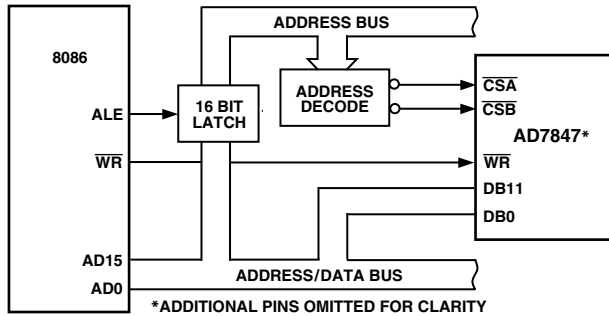 ADDRESS BUS
8086
ADDRESS
DECODE
CSA
CSB
16 BIT
LATCH
ALE
AD7847*
WR
WR
DB11
DB0
AD15
ADDRESS/DATA BUS
AD0
*ADDITIONAL PINS OMITTED FOR CLARITY